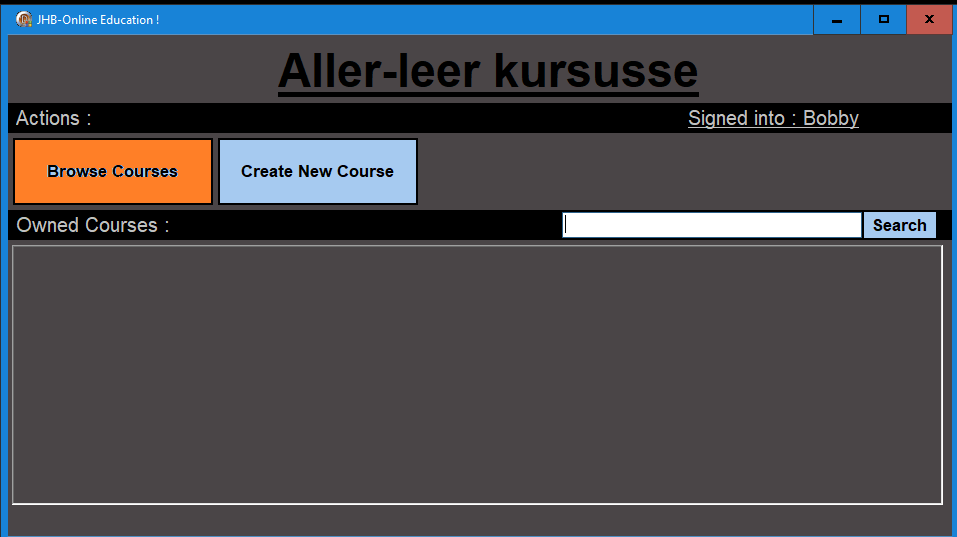 JHB-Online Education !
Aller-leer kursusse
Actions :
Signed into : Bobby
Browse Courses
Create New Course
Owned Courses :
Search